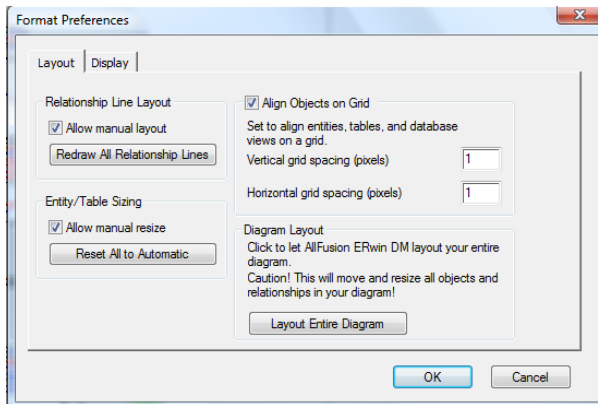 Format Preferences
Layout
Display
Relationship Line Layout
Allow manual layout
Redraw All Relationship Lines
Entity/Table Sizing
Allow manual resize
Reset All to Automatic
Align Objects on Grid
Set to align entities, tables, and database
views on a grid.
Vertical grid spacing (pixels) 1
Horizontal grid spacing (pixels) 1
Diagram Layout
Click to let AllFusion ERwin DM layout your entire
diagram.
Caution! This will move and resize all objects and
relationships in your diagram!
Layout Entire Diagram
OK
Cancel